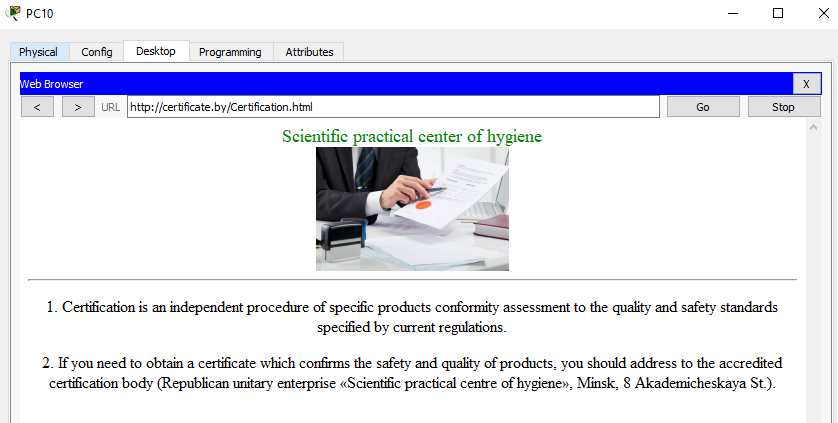 PC10
Physical Config Desktop Programming Attributes
Web Browser X
< > URL http://certificate.by/Certification.html Go Stop
Scientific practical center of hygiene
1. Certification is an independent procedure of specific products conformity assessment to the quality and safety standards
specified by current regulations.
2. If you need to obtain a certificate which confirms the safety and quality of products, you should address to the accredited
certification body (Republican unitary enterprise «Scientific practical centre of hygiene», Minsk, 8 Akademicheskaya St.).